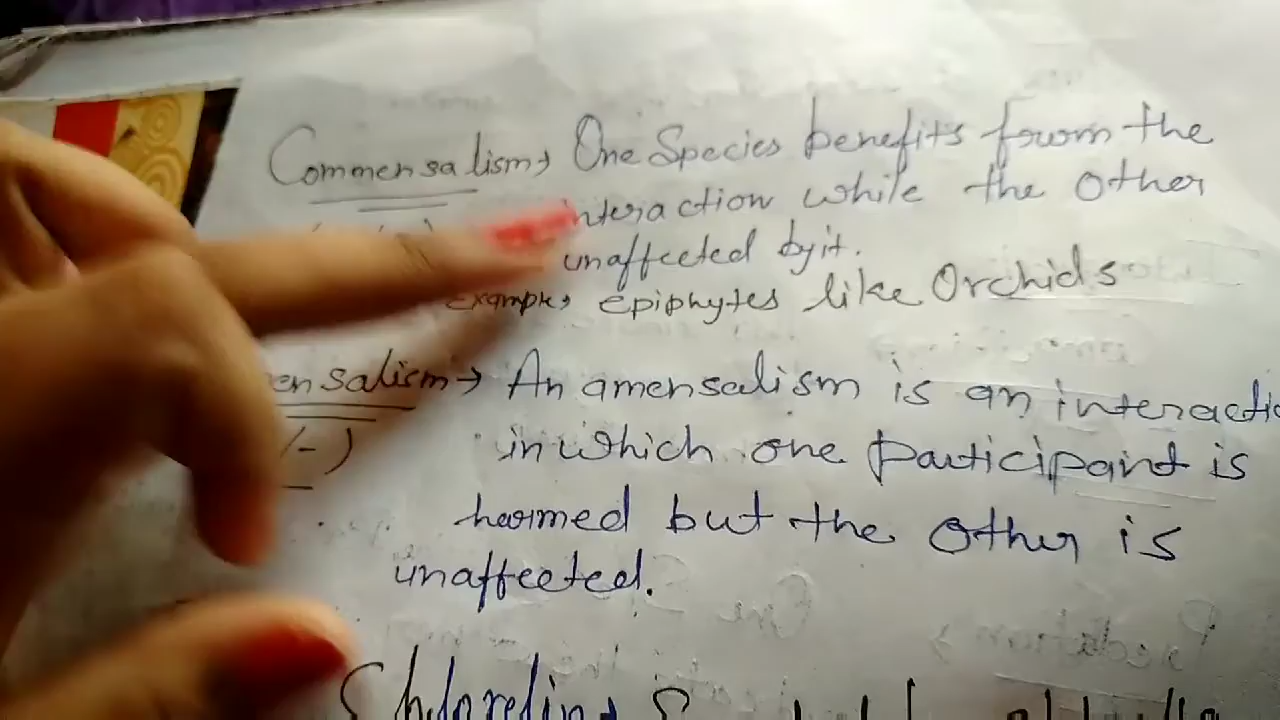 Commensalism → One Species benefits from the
interaction while the other
unaffected by it.
Example, epiphytes like Orchids
ensalism → An amensalism is an interactio
/-)
in which one participant is
harmed but the other is
unaffected.